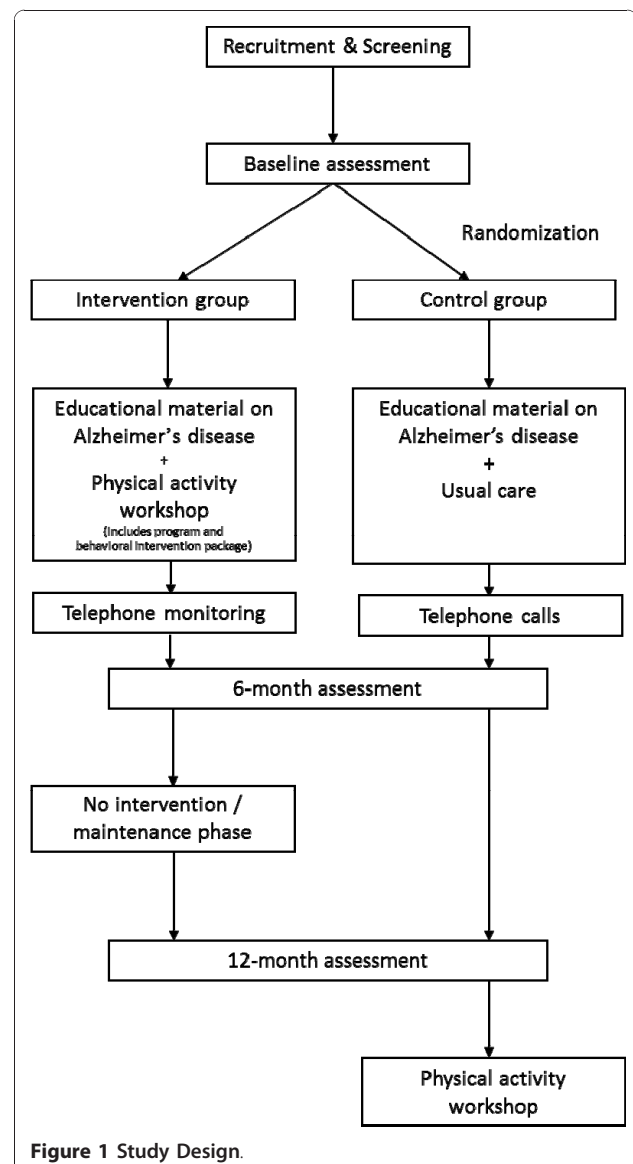 Recruitment & Screening
Baseline assessment
Randomization
Intervention group
Control group
Educational material on
Alzheimer's disease
+
Physical activity
workshop
(includes program and
behavioral intervention package)
Educational material on
Alzheimer's disease
+
Usual care
Telephone monitoring
Telephone calls
6-month assessment
No intervention /
maintenance phase
12-month assessment
Physical activity
workshop
Figure 1 Study Design.